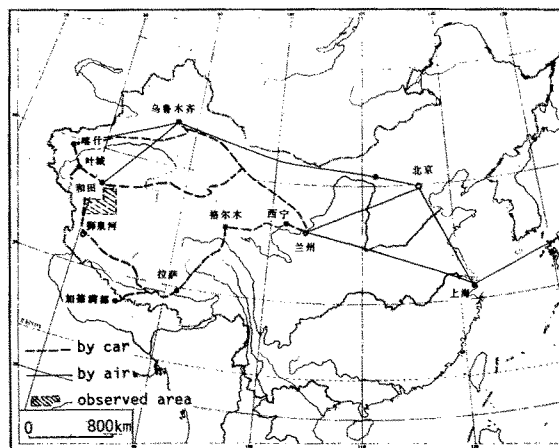 乌鲁木齐
喀什
叶城
北京
和田
格尔木
西宁
狮泉河
兰州
拉萨
上海
加德满都
by car
by air
observed area
0 800km